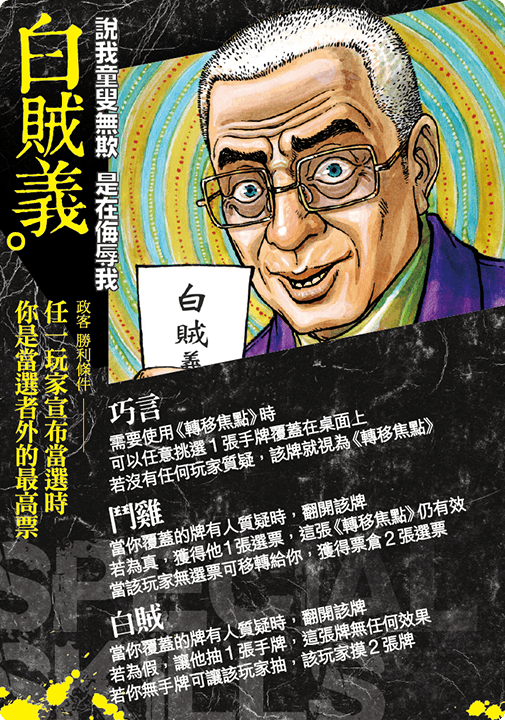 白賊義。
說我童叟無欺 是在侮辱我
白賊義
政客 勝利條件
任一玩家宣布當選時
你是當選者外的最高票
巧言
需要使用《轉移焦點》時
可以任意挑選1張手牌覆蓋在桌面上
若沒有任何玩家質疑，該牌就視為《轉移焦點》
鬥雞
當你覆蓋的牌有人質疑時，翻開該牌
若為真，獲得他1張選票，這張《轉移焦點》仍有效
當該玩家無選票可移轉給你，獲得票倉2張選票
白賊
當你覆蓋的牌有人質疑時，翻開該牌
若為假，讓他抽1張手牌，這張牌無任何效果
若你無手牌可讓該玩家抽，該玩家摸2張牌
SPECIAL
SKILLS